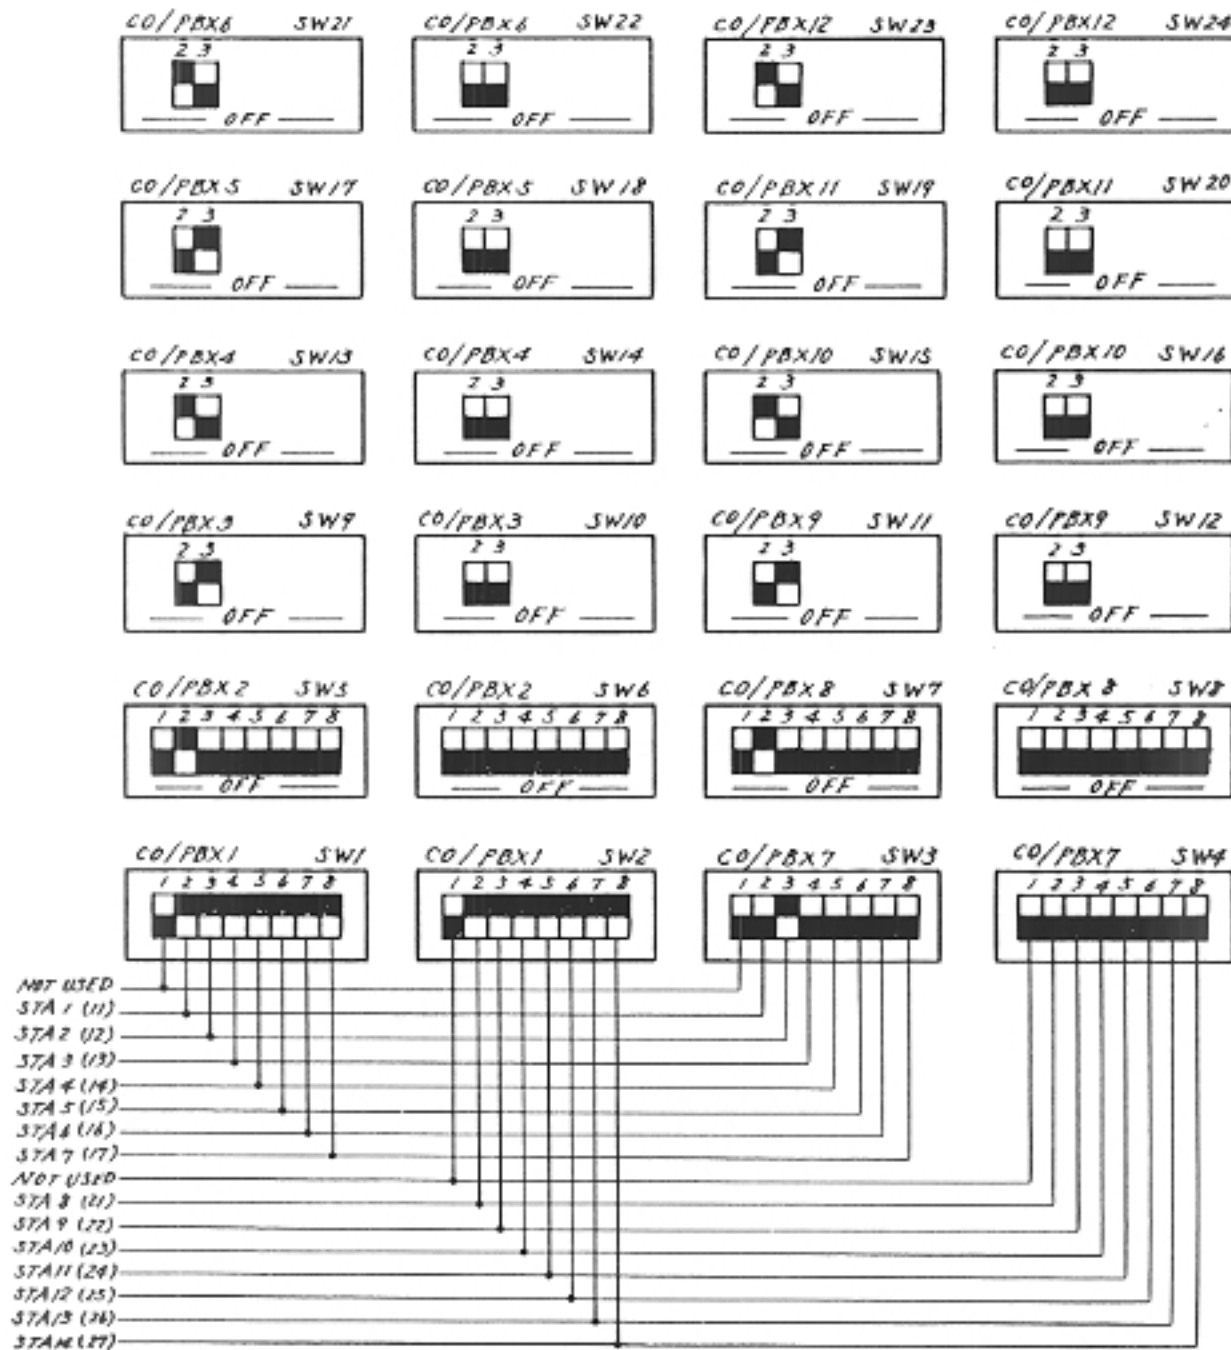 CO/PBX6 SW21 CO/PBX6 SW22 CO/PBX12 SW23 CO/PBX12 SW24
2 3 2 3 2 3 2 3
OFF OFF OFF OFF
CO/PBX5 SW17 CO/PBX5 SW18 CO/PBX11 SW19 CO/PBX11 SW20
2 3 2 3 2 3 2 3
OFF OFF OFF OFF
CO/PBX4 SW13 CO/PBX4 SW14 CO/PBX10 SW15 CO/PBX10 SW16
2 3 2 3 2 3 2 3
OFF OFF OFF OFF
CO/PBX3 SW9 CO/PBX3 SW10 CO/PBX9 SW11 CO/PBX9 SW12
2 3 2 3 2 3 2 3
OFF OFF OFF OFF
CO/PBX2 SW5 CO/PBX2 SW6 CO/PBX8 SW7 CO/PBX8 SW8
1 2 3 4 5 6 7 8 1 2 3 4 5 6 7 8 1 2 3 4 5 6 7 8 1 2 3 4 5 6 7 8
OFF OFF OFF OFF
CO/PBX1 SW1 CO/PBX1 SW2 CO/PBX7 SW3 CO/PBX7 SW4
1 2 3 4 5 6 7 8 1 2 3 4 5 6 7 8 1 2 3 4 5 6 7 8 1 2 3 4 5 6 7 8
NOT USED
STA 1 (11)
STA 2 (12)
STA 3 (13)
STA 4 (14)
STA 5 (15)
STA 6 (16)
STA 7 (17)
NOT USED
STA 8 (21)
STA 9 (22)
STA 10 (23)
STA 11 (24)
STA 12 (25)
STA 13 (26)
STA 14 (27)